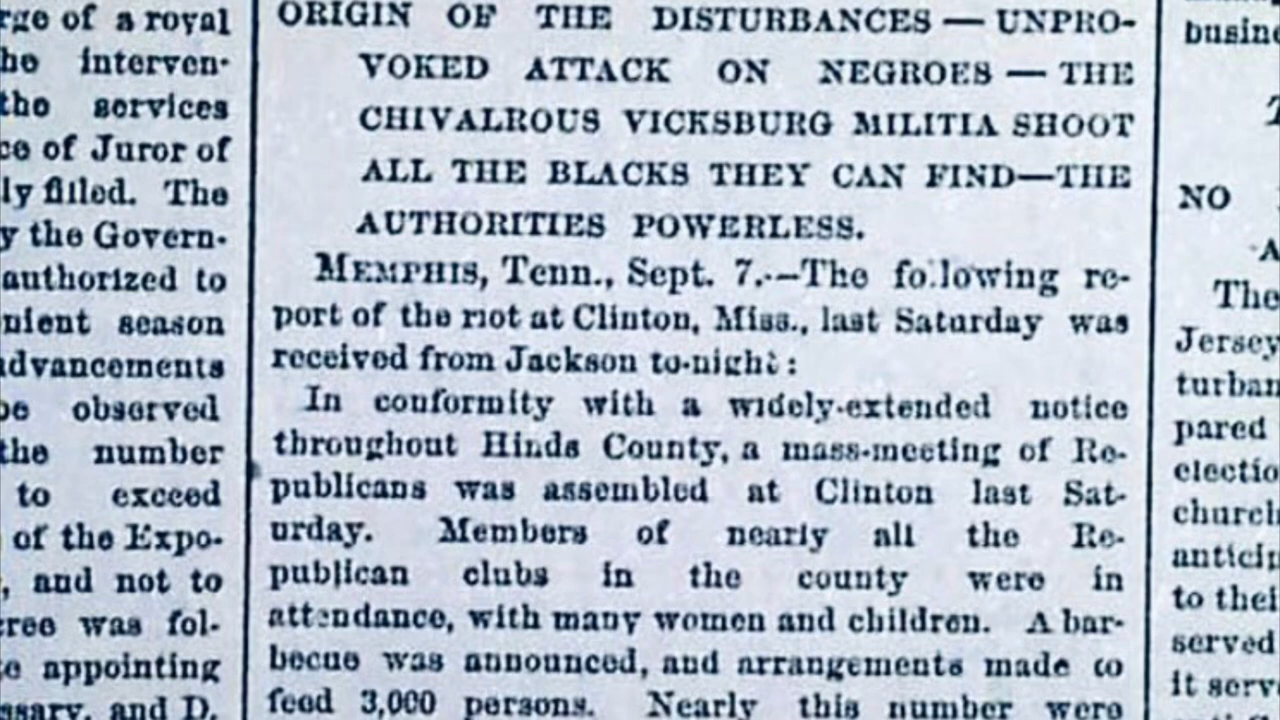 rge of a royal
he interven-
the services
ce of Juror of
ly filled. The
y the Govern-
authorized to
nient season
advancements
be observed
the number
to exceed
of the Expo-
, and not to
cree was fol-
e appointing
ssary, and D.
ORIGIN OF THE DISTURBANCES — UNPRO-
VOKED ATTACK ON NEGROES — THE
CHIVALROUS VICKSBURG MILITIA SHOOT
ALL THE BLACKS THEY CAN FIND—THE
AUTHORITIES POWERLESS.
MEMPHIS, Tenn., Sept. 7.—The following re-
port of the riot at Clinton, Miss., last Saturday was
received from Jackson to-night:
In conformity with a widely-extended notice
throughout Hinds County, a mass-meeting of Re-
publicans was assembled at Clinton last Sat-
urday. Members of nearly all the Re-
publican clubs in the county were in
attendance, with many women and children. A bar-
becue was announced, and arrangements made to
feed 3,000 persons. Nearly this number were
busine
NO
The
Jersey
turban
pared
electio
church
anticip
to thei
served
it serv